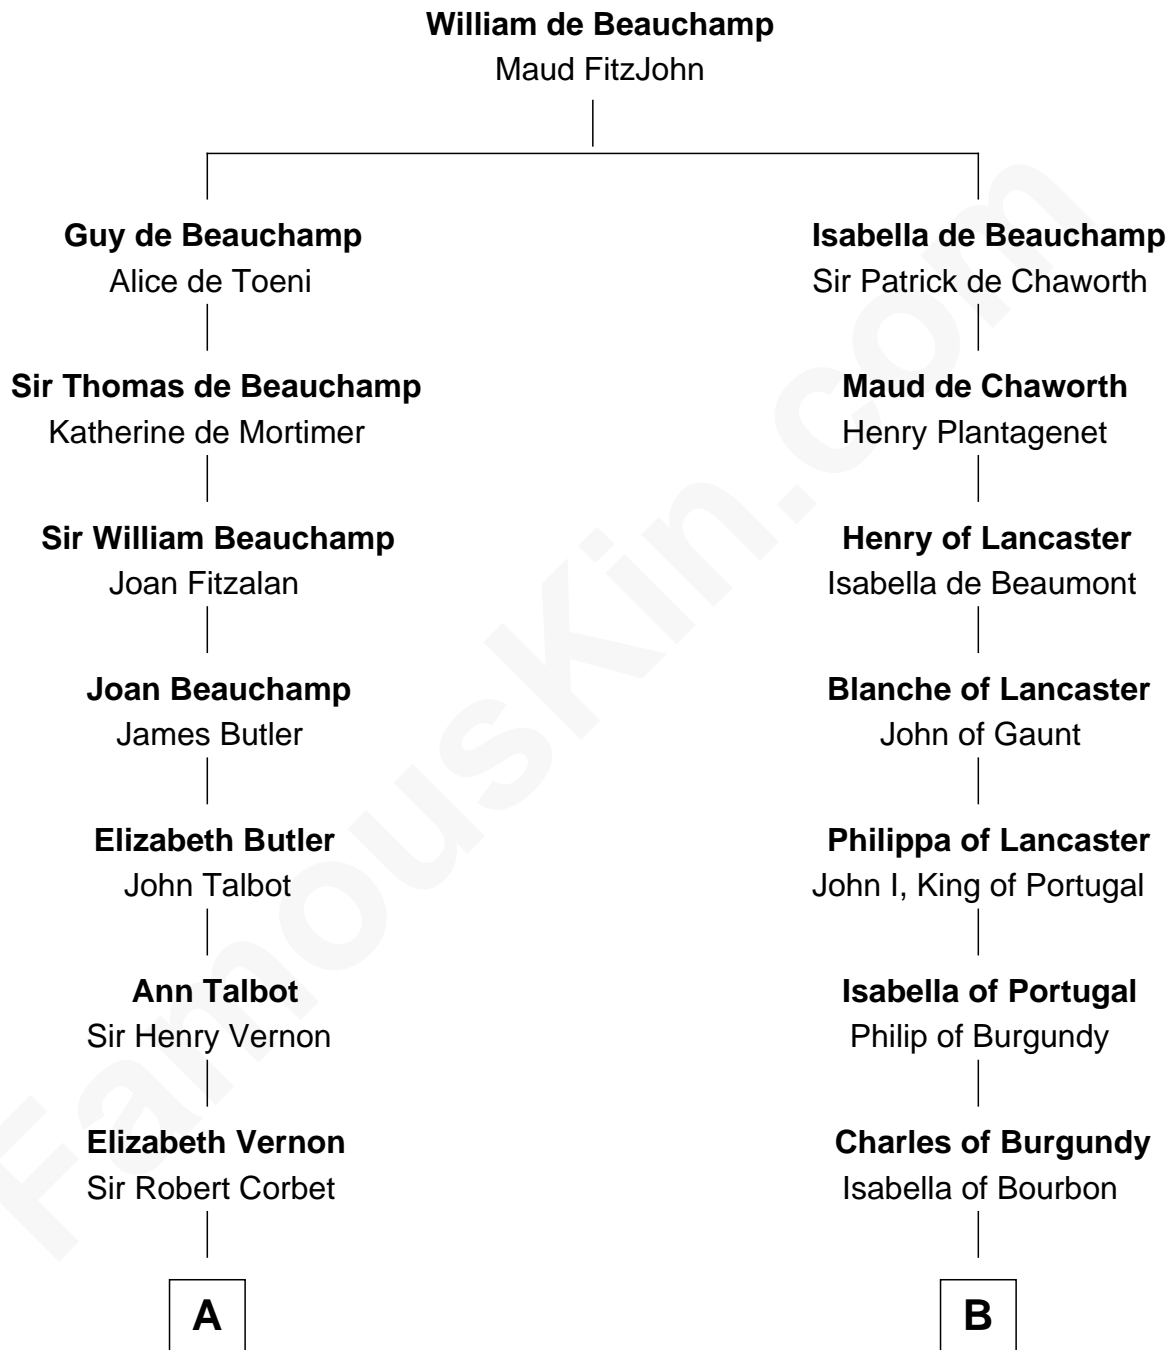 William de Beauchamp
Maud FitzJohn
Guy de Beauchamp
Alice de Toeni
Isabella de Beauchamp
Sir Patrick de Chaworth
Sir Thomas de Beauchamp
Katherine de Mortimer
Maud de Chaworth
Henry Plantagenet
Sir William Beauchamp
Joan Fitzalan
Henry of Lancaster
Isabella de Beaumont
Joan Beauchamp
James Butler
Blanche of Lancaster
John of Gaunt
Elizabeth Butler
John Talbot
Philippa of Lancaster
John I, King of Portugal
Ann Talbot
Sir Henry Vernon
Isabella of Portugal
Philip of Burgundy
Elizabeth Vernon
Sir Robert Corbet
Charles of Burgundy
Isabella of Bourbon
A
B
FamousKin.com